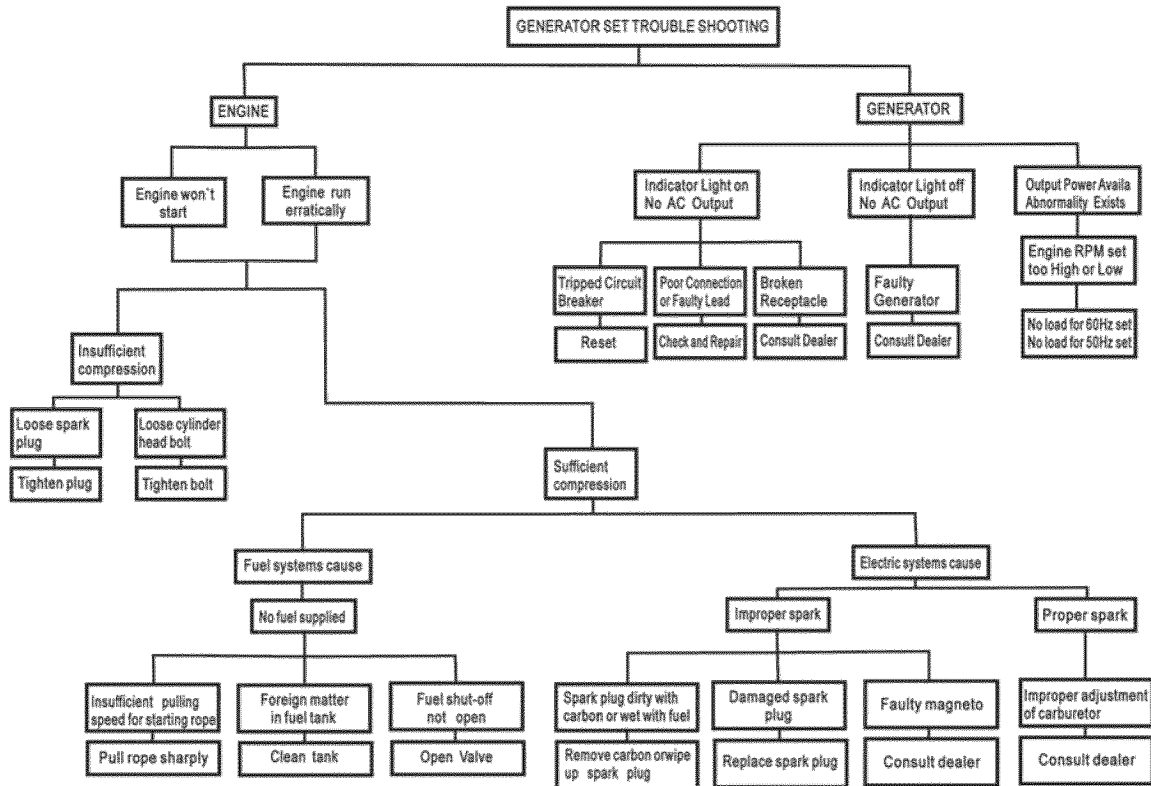 GENERATOR SET TROUBLE SHOOTING
ENGINE
GENERATOR
Engine won`t
start
Engine run
erratically
Indicator Light on
No AC Output
Indicator Light off
No AC Output
Output Power Availa
Abnormality Exists
Tripped Circuit
Breaker
Poor Connection
or Faulty Lead
Broken
Receptacle
Faulty
Generator
Engine RPM set
too High or Low
Reset
Check and Repair
Consult Dealer
Consult Dealer
No load for 60Hz set
No load for 50Hz set
Insufficient
compression
Loose spark
plug
Loose cylinder
head bolt
Tighten plug
Tighten bolt
Sufficient
compression
Fuel systems cause
Electric systems cause
No fuel supplied
Improper spark
Proper spark
Insufficient pulling
speed for starting rope
Foreign matter
in fuel tank
Fuel shut-off
not open
Spark plug dirty with
carbon or wet with fuel
Damaged spark
plug
Faulty magneto
Improper adjustment
of carburetor
Pull rope sharply
Clean tank
Open Valve
Remove carbon orwipe
up spark plug
Replace spark plug
Consult dealer
Consult dealer